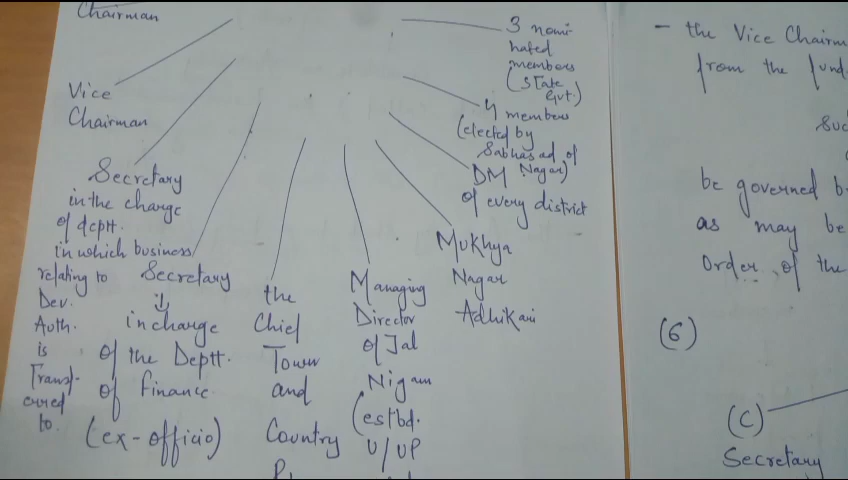 Chairman
Vice
Chairman
Secretary
in the charge
of deptt.
in which business
relating to
Dev.
Auth.
is
Transf-
erred
to.
Secretary
↓
incharge
of the Deptt.
of finance
(ex-officio)
the
Chief
Town
and
Country
Managing
Director
of Jal
Nigam
(estbd.
U/UP
Mukhya
Nagar
Adhikari
DM
of every district
4 members
(elected by
Sabhasad of
Nagar)
3 nomi
nated
members
(State
Gvt.)
- the Vice Chairm
from the fund
Suc
be governed b
as may be
Order of the
(6)
(C)
Secretary